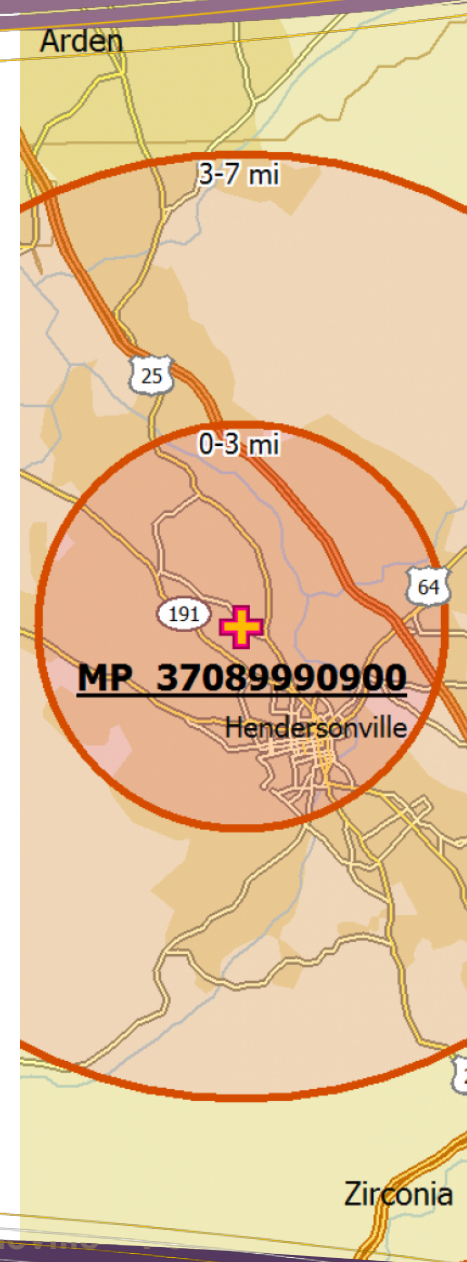 Arden
3-7 mi
25
0-3 mi
64
191
MP 37089990900
Hendersonville
Zirconia